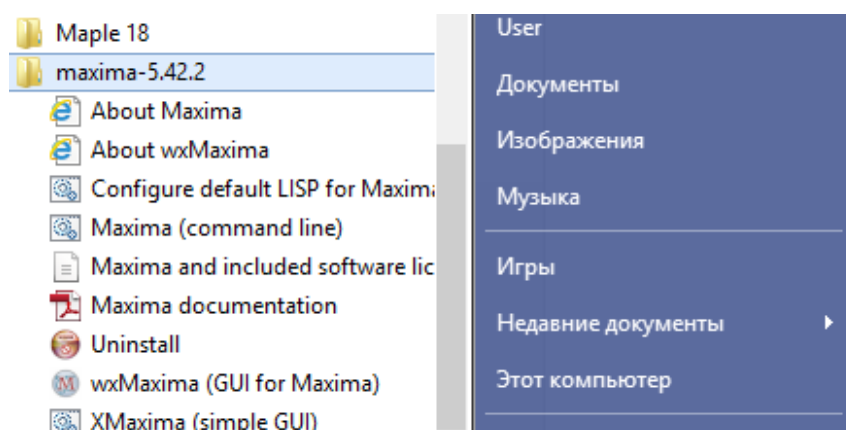 Maple 18
maxima-5.42.2
About Maxima
About wxMaxima
Configure default LISP for Maxima
Maxima (command line)
Maxima and included software lic
Maxima documentation
Uninstall
wxMaxima (GUI for Maxima)
XMaxima (simple GUI)
User
Документы
Изображения
Музыка
Игры
Недавние документы
Этот компьютер